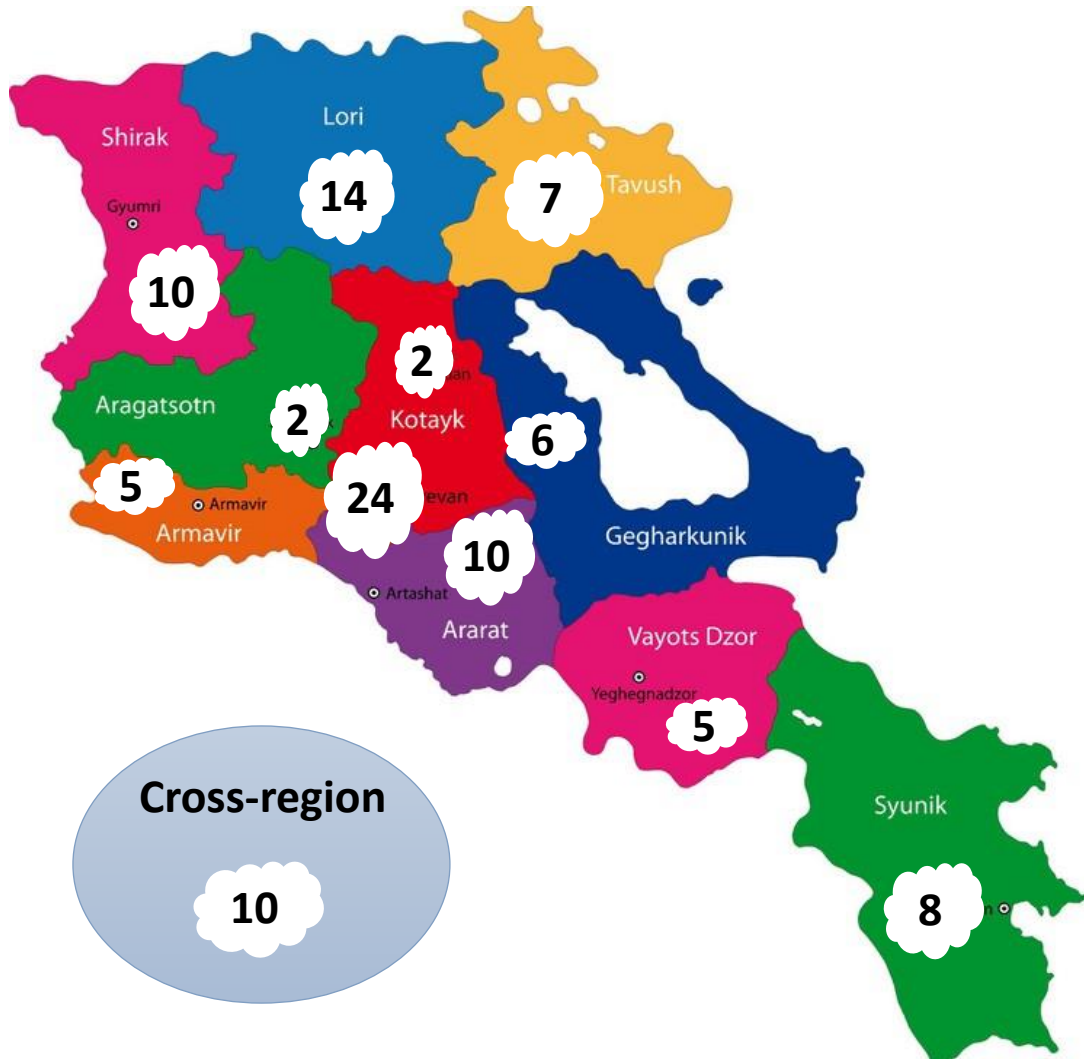 Lori
Shirak
14
7
Tavush
Gyumri
10
2
Aragatsotn
2
Kotayk
6
5
24
Armavir
Armavir
Gegharkunik
10
Artashat
Ararat
Vayots Dzor
Yeghegnadzor
5
Cross-region
10
Syunik
8